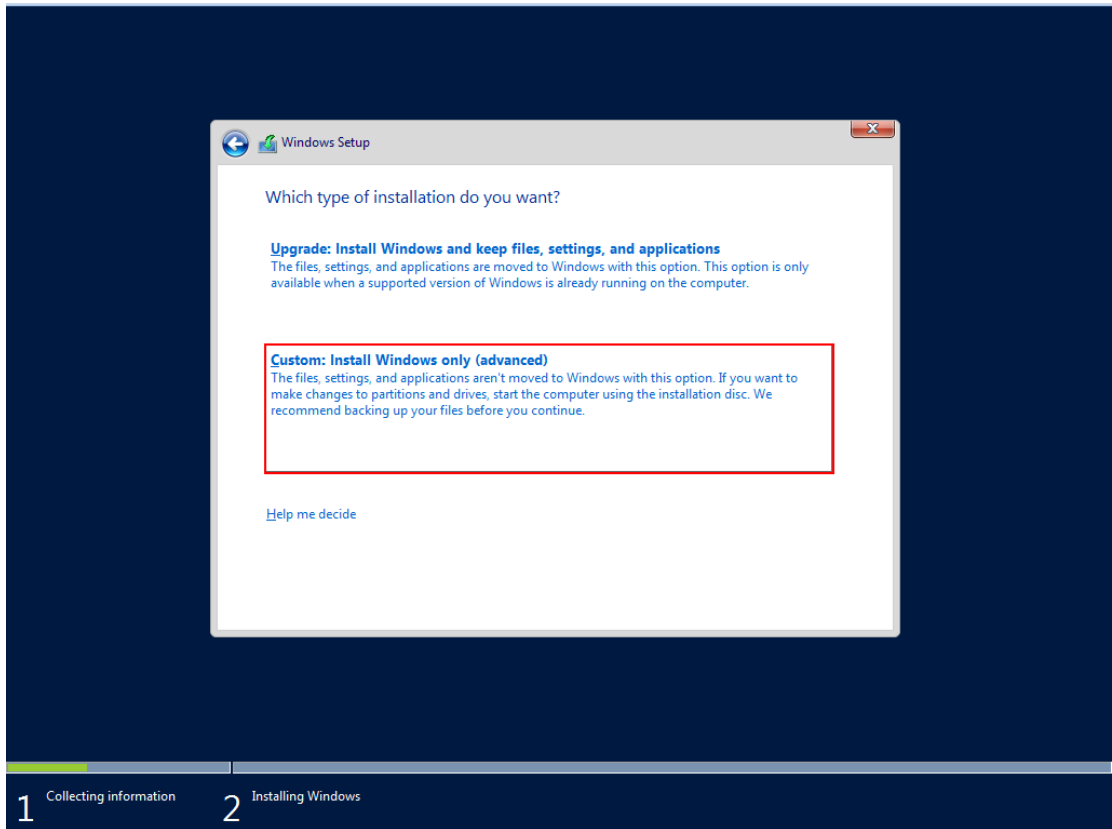 Windows Setup
Which type of installation do you want?
Upgrade: Install Windows and keep files, settings, and applications
The files, settings, and applications are moved to Windows with this option. This option is only
available when a supported version of Windows is already running on the computer.
Custom: Install Windows only (advanced)
The files, settings, and applications aren't moved to Windows with this option. If you want to
make changes to partitions and drives, start the computer using the installation disc. We
recommend backing up your files before you continue.
Help me decide
1 Collecting information
2 Installing Windows